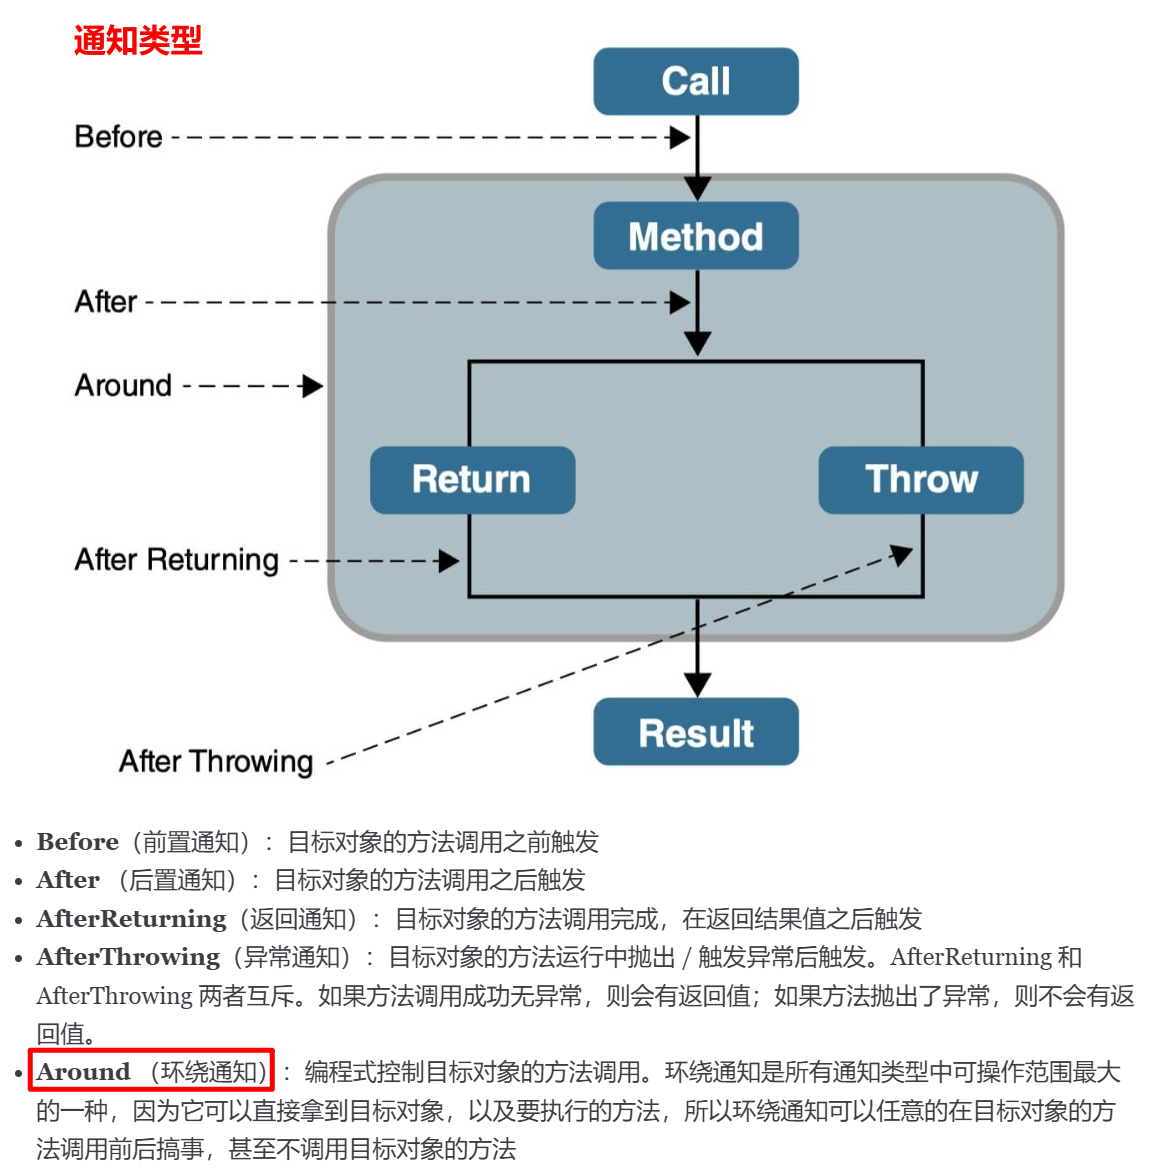 通知类型
Call
Before
Method
After
Around
Return
Throw
After Returning
Result
After Throwing
• Before（前置通知）：目标对象的方法调用之前触发
• After （后置通知）：目标对象的方法调用之后触发
• AfterReturning（返回通知）：目标对象的方法调用完成，在返回结果值之后触发
• AfterThrowing（异常通知）：目标对象的方法运行中抛出 / 触发异常后触发。AfterReturning 和
AfterThrowing 两者互斥。如果方法调用成功无异常，则会有返回值；如果方法抛出了异常，则不会有返
回值。
• Around （环绕通知）：编程式控制目标对象的方法调用。环绕通知是所有通知类型中可操作范围最大
的一种，因为它可以直接拿到目标对象，以及要执行的方法，所以环绕通知可以任意的在目标对象的方
法调用前后搞事，甚至不调用目标对象的方法